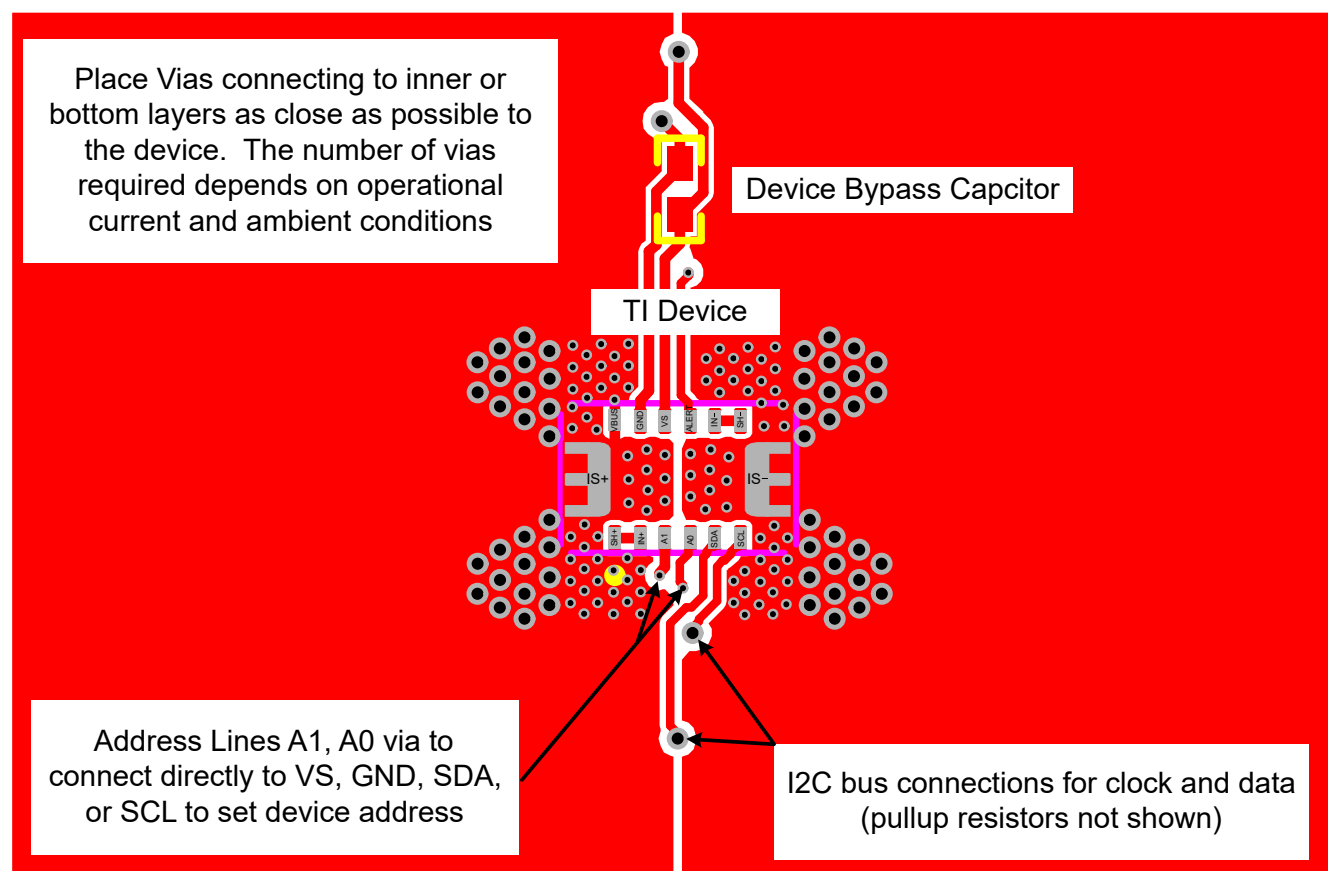 Place Vias connecting to inner or
bottom layers as close as possible to
the device. The number of vias
required depends on operational
current and ambient conditions
Device Bypass Capcitor
TI Device
VBUS GND VS ALERT IN− SH−
IS+ IS−
SH+ IN+ A1 A0 SDA SCL
Address Lines A1, A0 via to
connect directly to VS, GND, SDA,
or SCL to set device address
I2C bus connections for clock and data
(pullup resistors not shown)